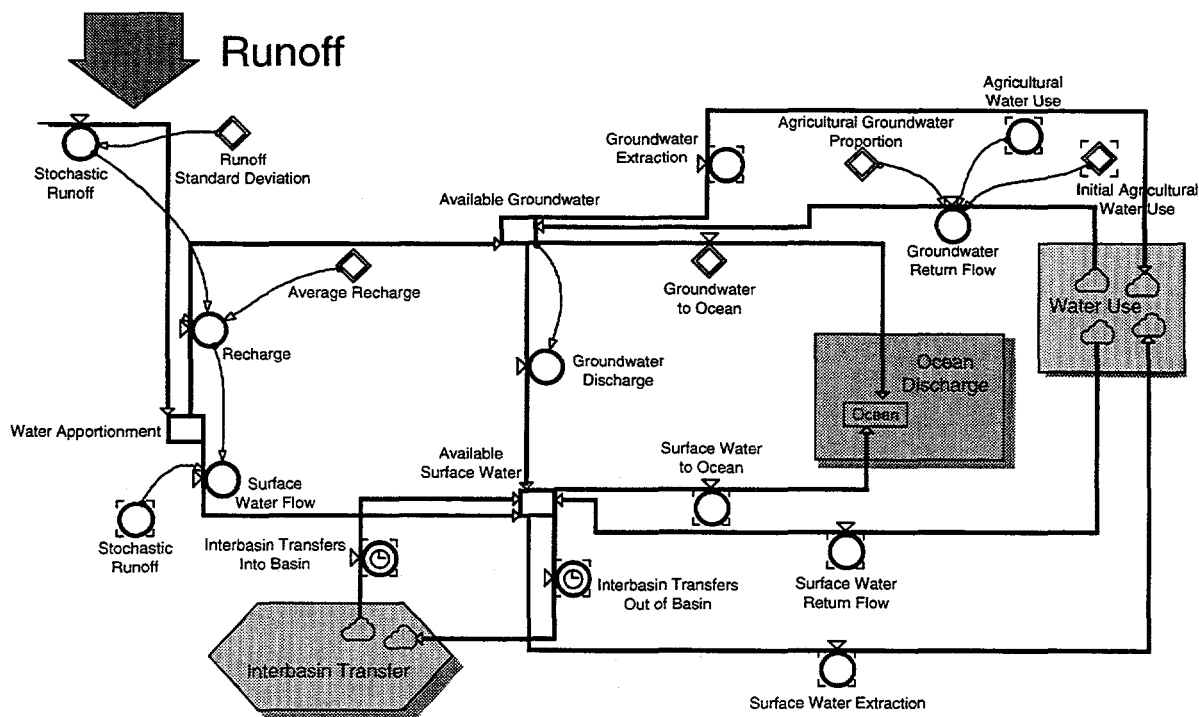 Runoff
Stochastic
Runoff
Runoff
Standard Deviation
Groundwater
Extraction
Agricultural Groundwater
Proportion
Agricultural
Water Use
Initial Agricultural
Water Use
Available Groundwater
Groundwater
Return Flow
Average Recharge
Groundwater
to Ocean
Water Use
Recharge
Groundwater
Discharge
Ocean
Discharge
Ocean
Water Apportionment
Available
Surface Water
Surface Water
to Ocean
Surface
Water Flow
Stochastic
Runoff
Interbasin Transfers
Into Basin
Interbasin Transfers
Out of Basin
Surface Water
Return Flow
Interbasin Transfer
Surface Water Extraction